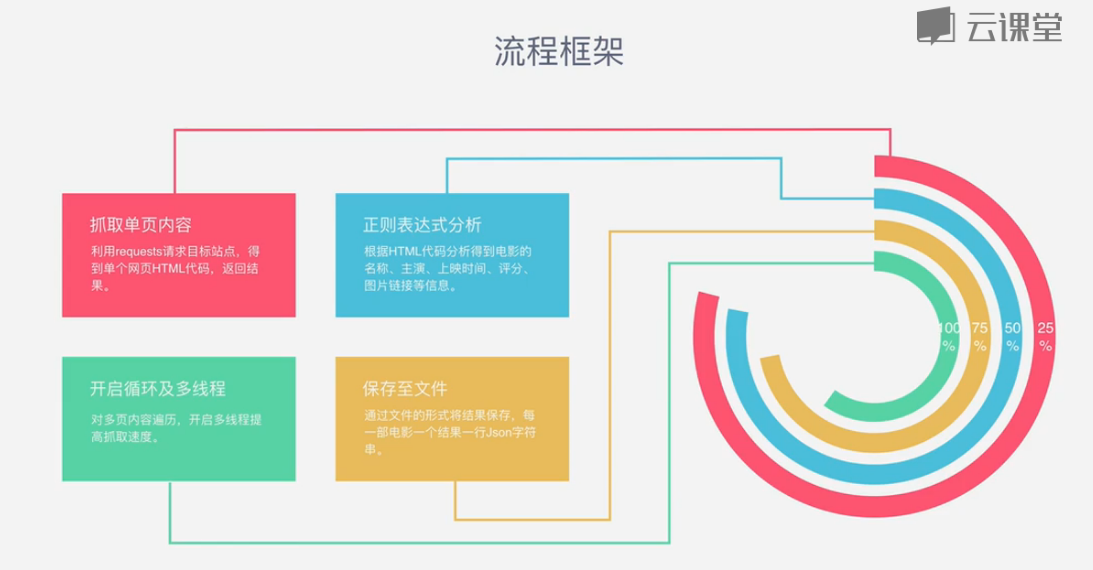 云课堂
流程框架
抓取单页内容
利用requests请求目标站点，得
到单个网页HTML代码，返回结
果。
正则表达式分析
根据HTML代码分析得到电影的
名称、主演、上映时间、评分、
图片链接等信息。
开启循环及多线程
对多页内容遍历，开启多线程提
高抓取速度。
保存至文件
通过文件的形式将结果保存，每
一部电影一个结果一行Json字符
串。
100
%
75
%
50
%
25
%